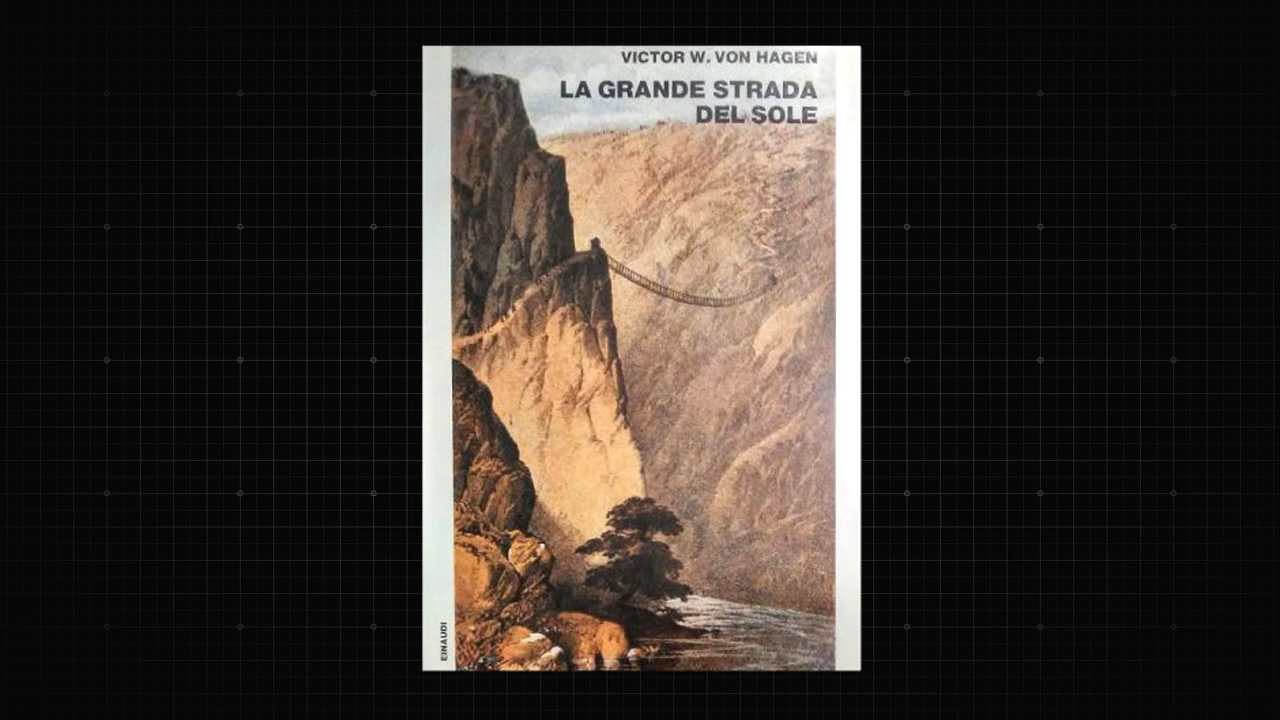 VICTOR W. VON HAGEN
LA GRANDE STRADA
DEL SOLE
EINAUDI